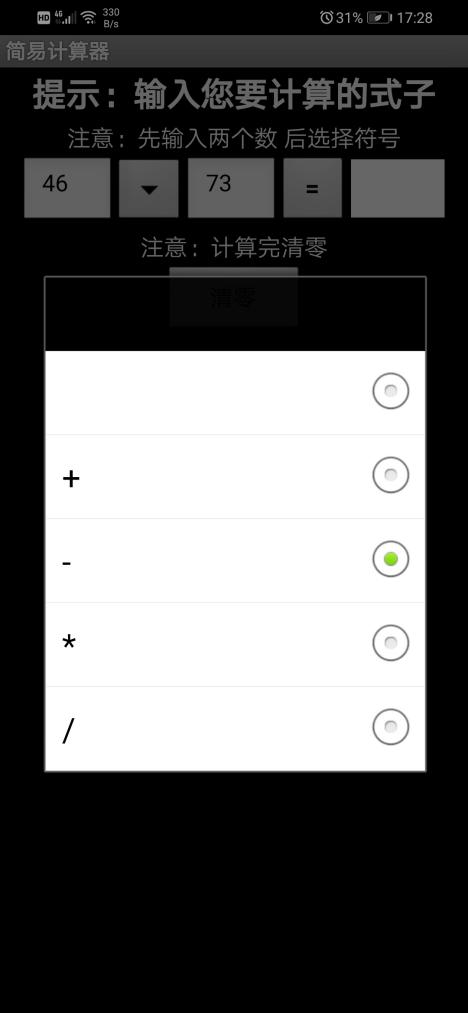 HD 4G 330 B/s 31% 17:28
简易计算器
提示：输入您要计算的式子
注意：先输入两个数 后选择符号
46 73 =
注意：计算完清零
清零
+
-
*
/